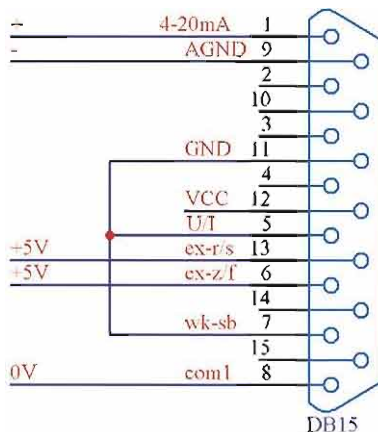 + 4-20mA 1
- AGND 9
2
10
3
GND 11
4
VCC 12
U/I 5
+5V ex-r/s 13
+5V ex-z/f 6
14
wk-sb 7
15
0V com1 8
DB15